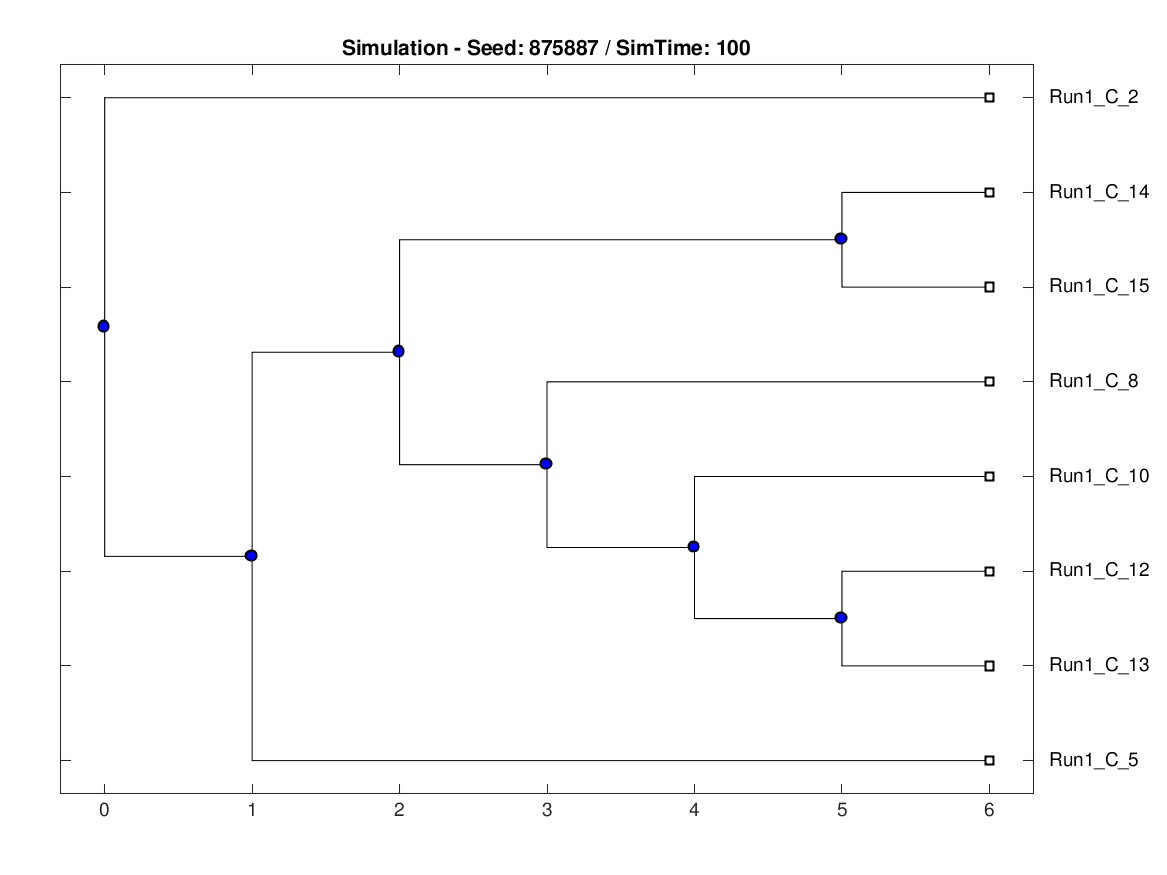 Simulation - Seed: 875887 / SimTime: 100
Run1_C_2
Run1_C_14
Run1_C_15
Run1_C_8
Run1_C_10
Run1_C_12
Run1_C_13
Run1_C_5
0 1 2 3 4 5 6